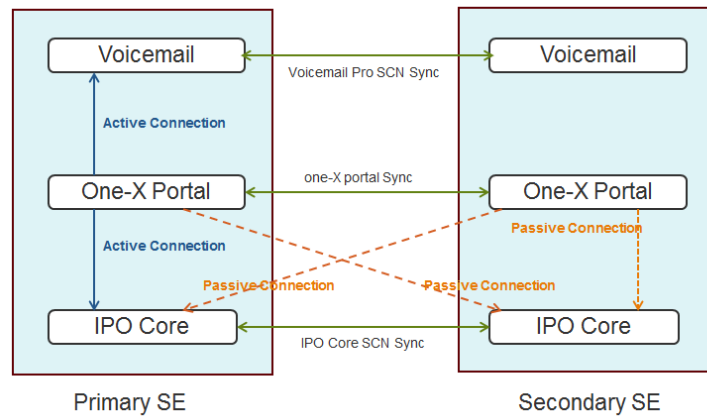 Voicemail
Voicemail
Voicemail Pro SCN Sync
Active Connection
One-X Portal
one-X portal Sync
One-X Portal
Active Connection
Passive Connection
Passive Connection
Passive Connection
IPO Core
IPO Core
IPO Core SCN Sync
Primary SE
Secondary SE